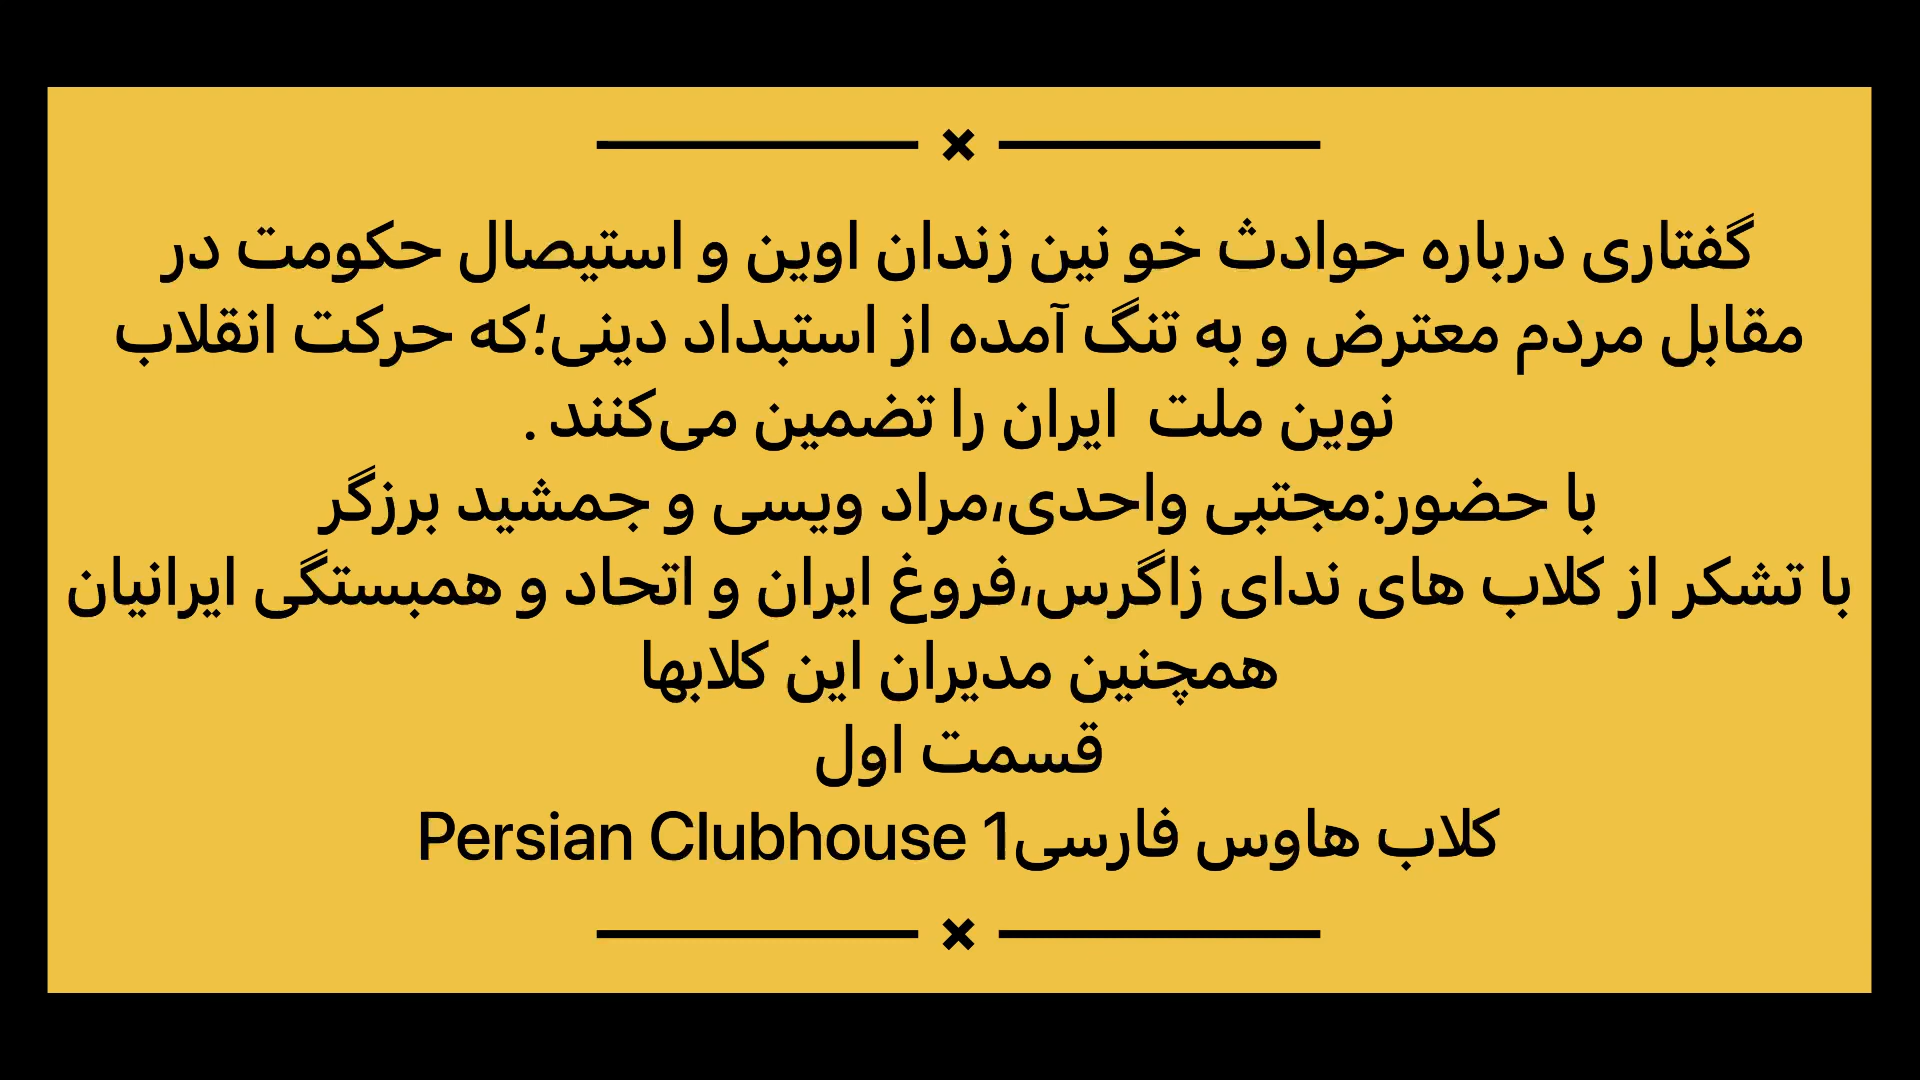 گفتاری درباره حوادث خو نین زندان اوین و استیصال حکومت در
مقابل مردم معترض و به تنگ آمده از استبداد دینی؛که حرکت انقلاب
نوین ملت  ایران را تضمین می‌کنند .
با حضور:مجتبی واحدی،مراد ویسی و جمشید برزگر
با تشکر از کلاب های ندای زاگرس،فروغ ایران و اتحاد و همبستگی ایرانیان
همچنین مدیران این کلابها
قسمت اول
کلاب هاوس فارسی1 Persian Clubhouse